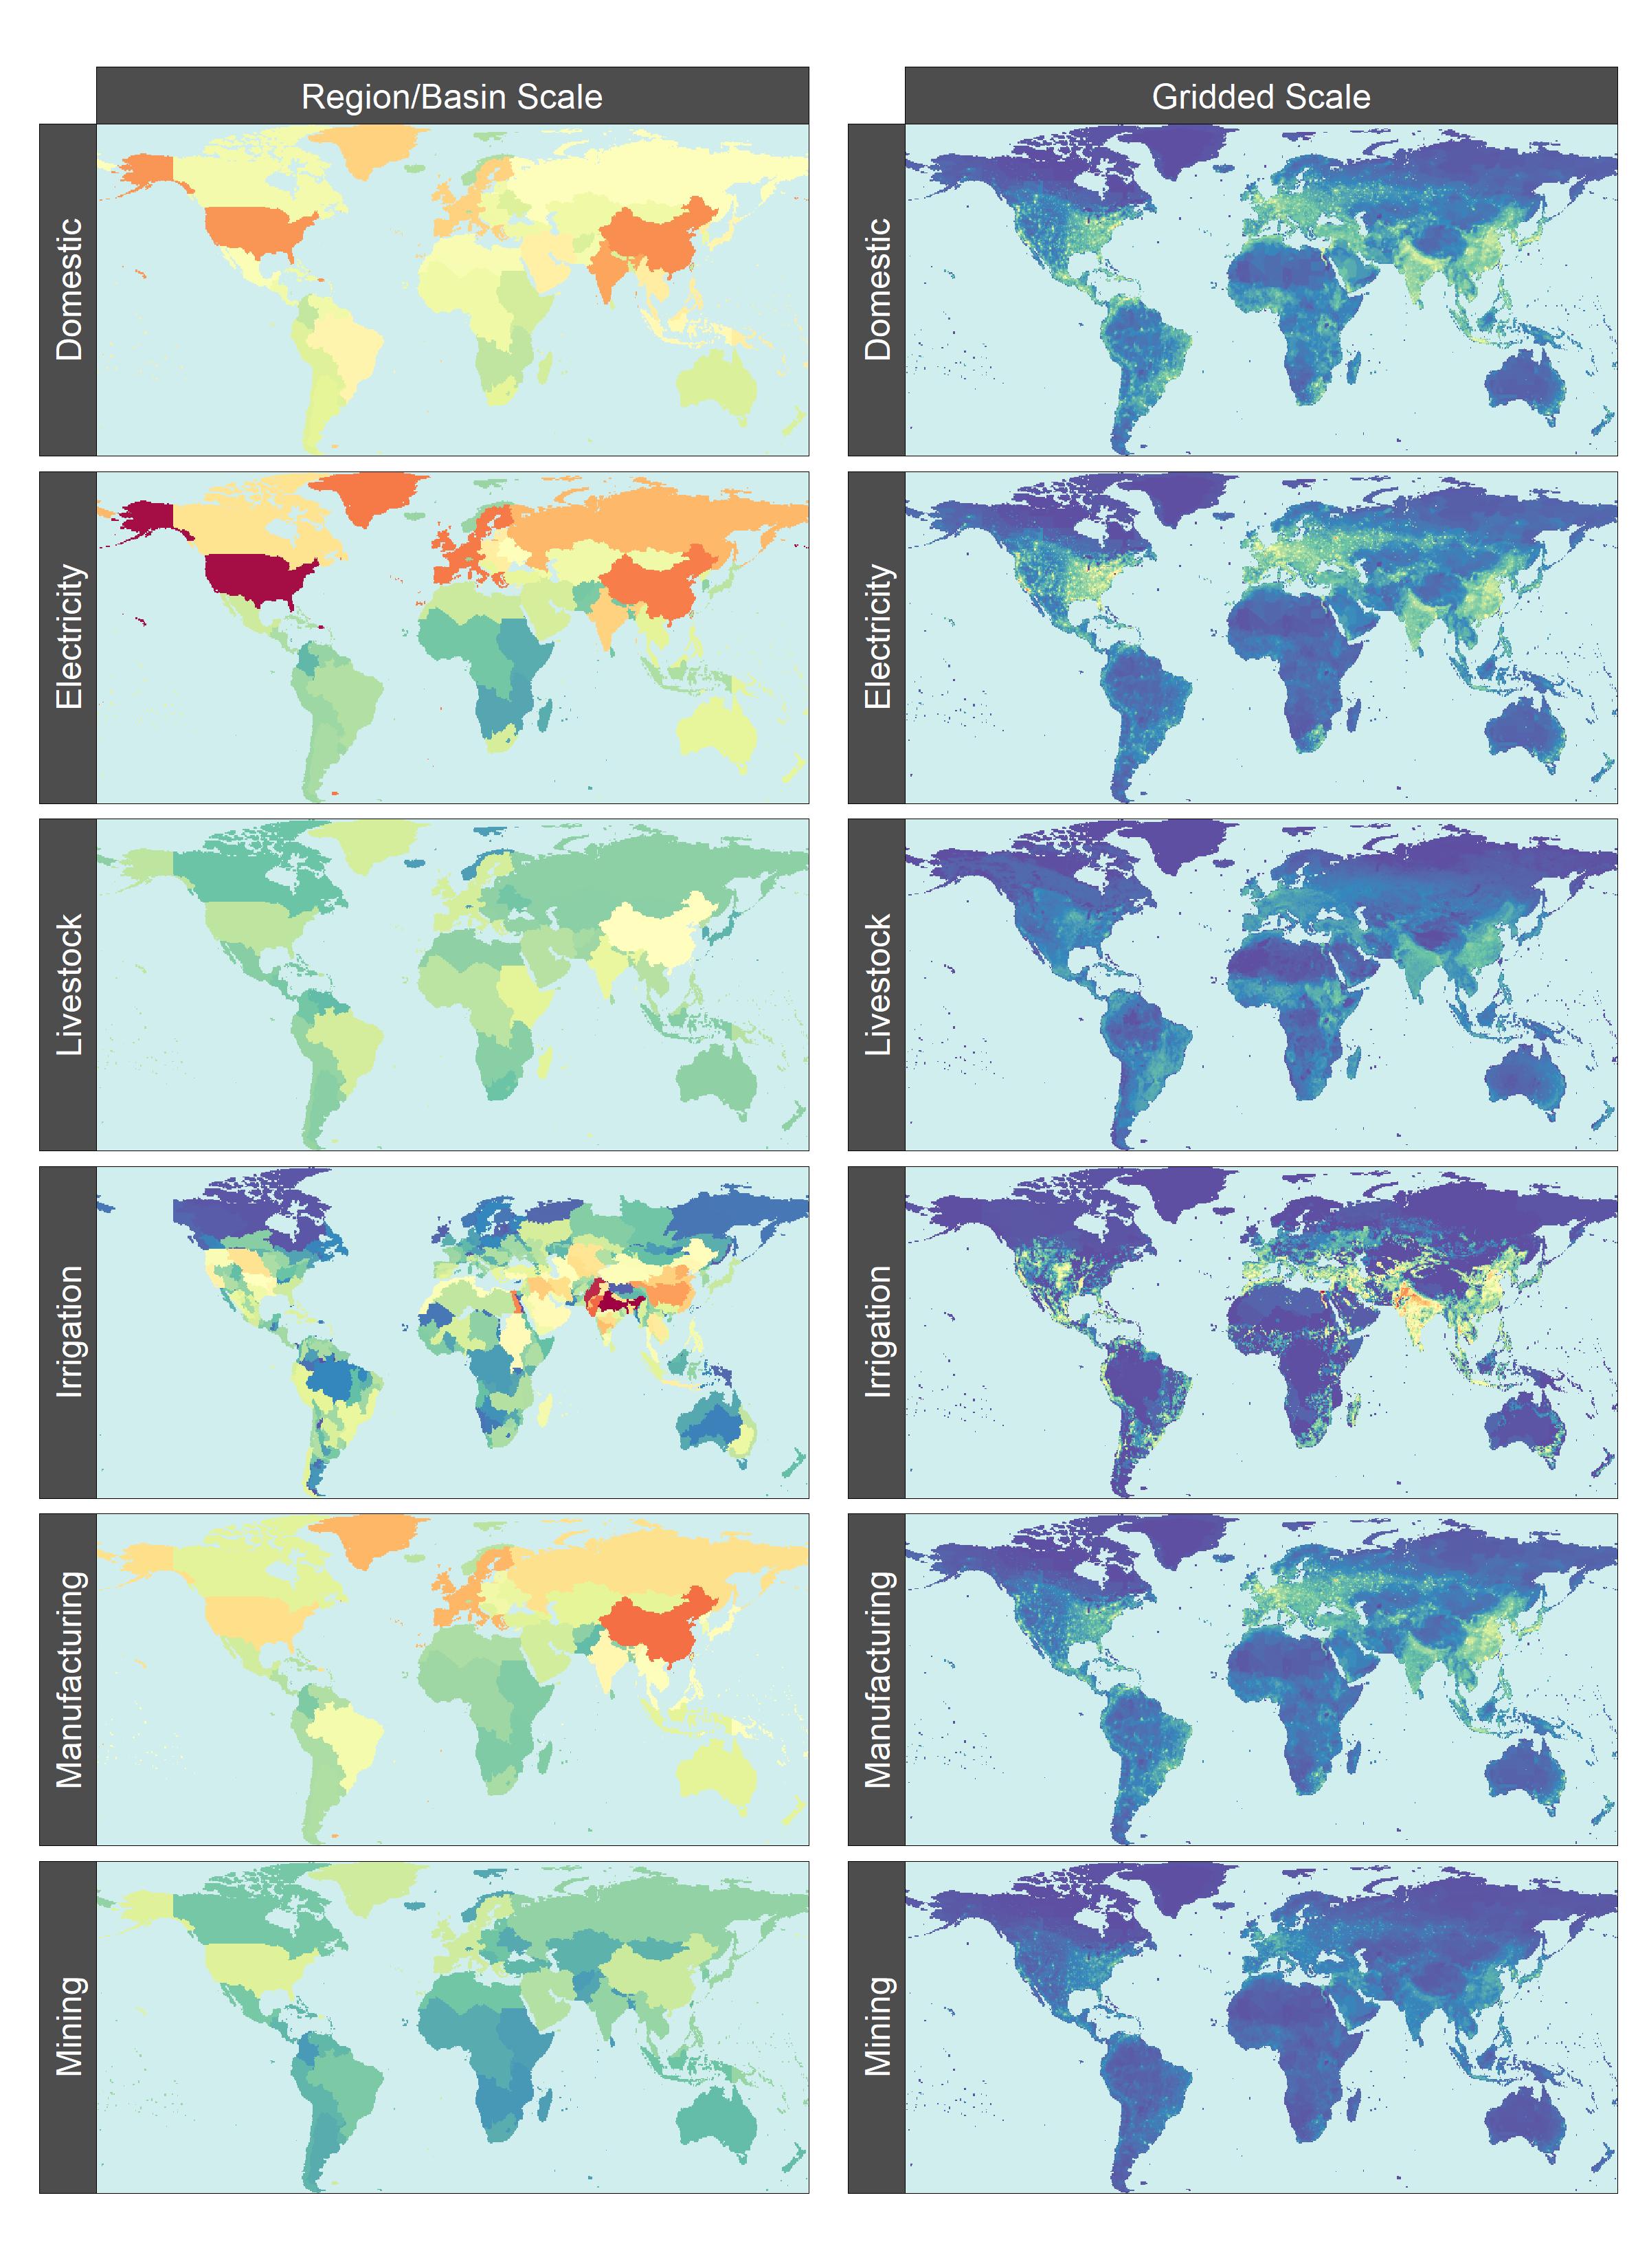 Region/Basin Scale
Gridded Scale
Domestic
Domestic
Electricity
Electricity
Livestock
Livestock
Irrigation
Irrigation
Manufacturing
Manufacturing
Mining
Mining